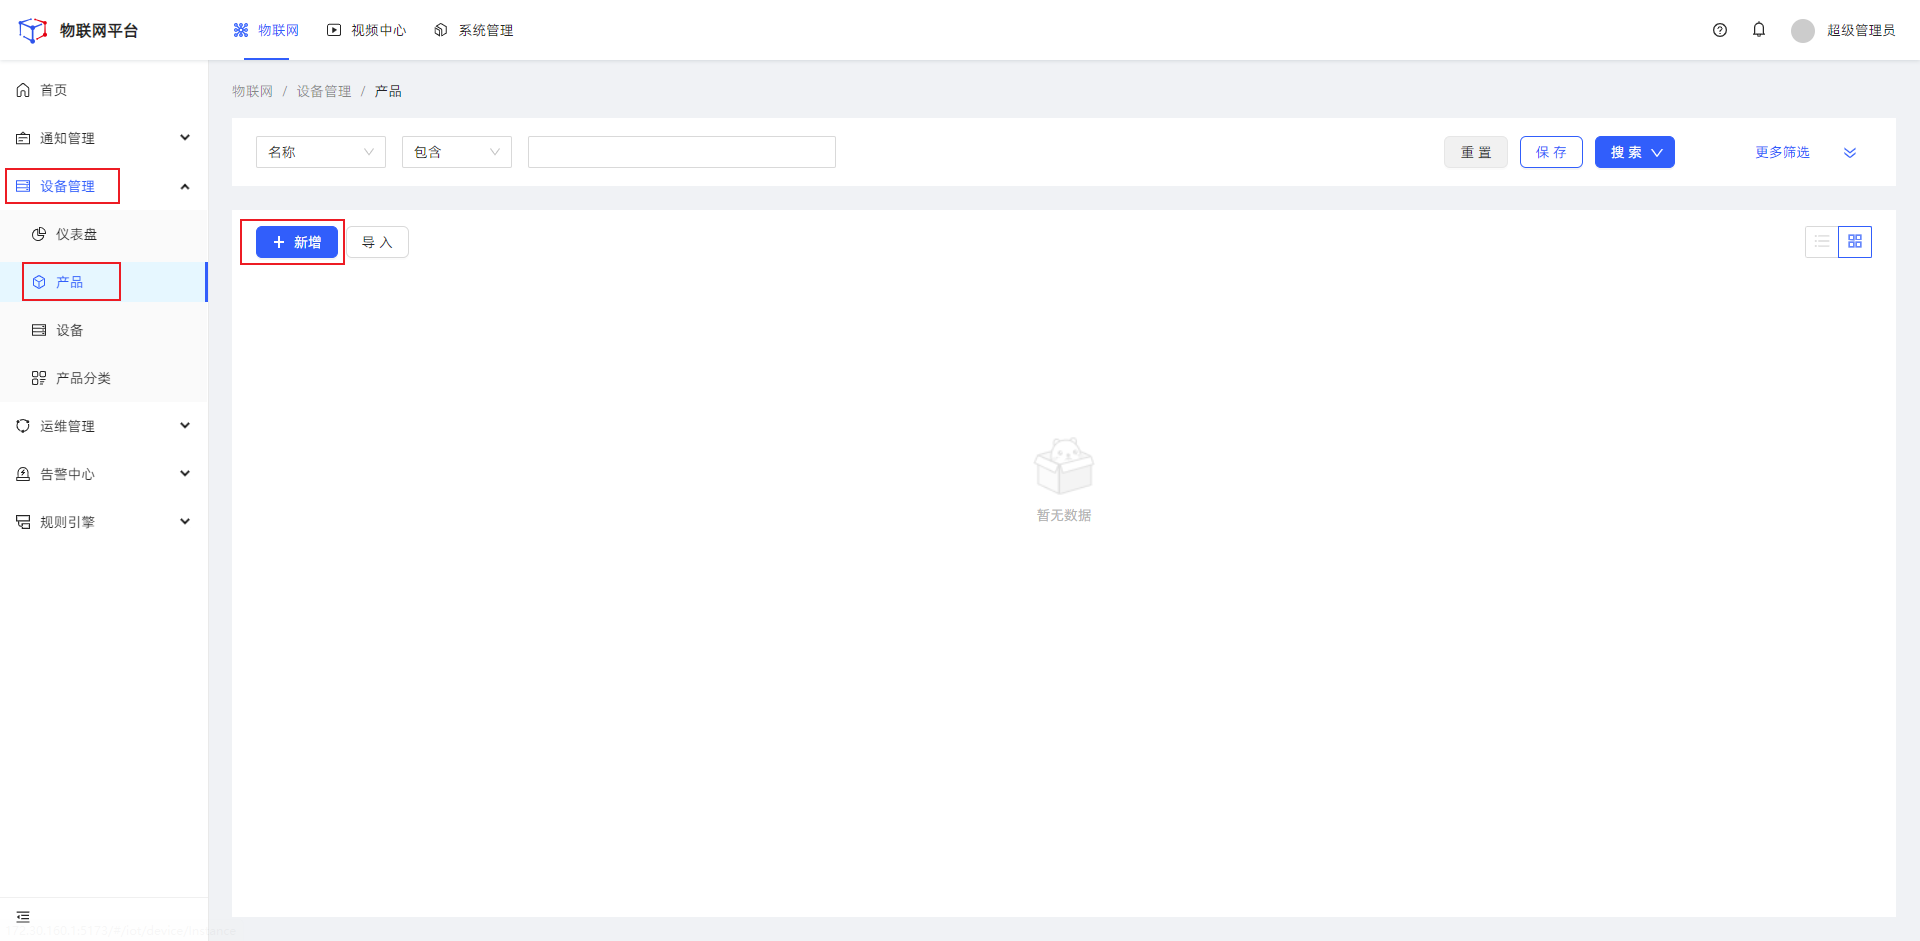 物联网平台
物联网
视频中心
系统管理
超级管理员
首页
通知管理
设备管理
仪表盘
产品
设备
产品分类
运维管理
告警中心
规则引擎
物联网 / 设备管理 / 产品
名称
包含
重 置
保 存
搜 索
更多筛选
新增
导 入
暂无数据